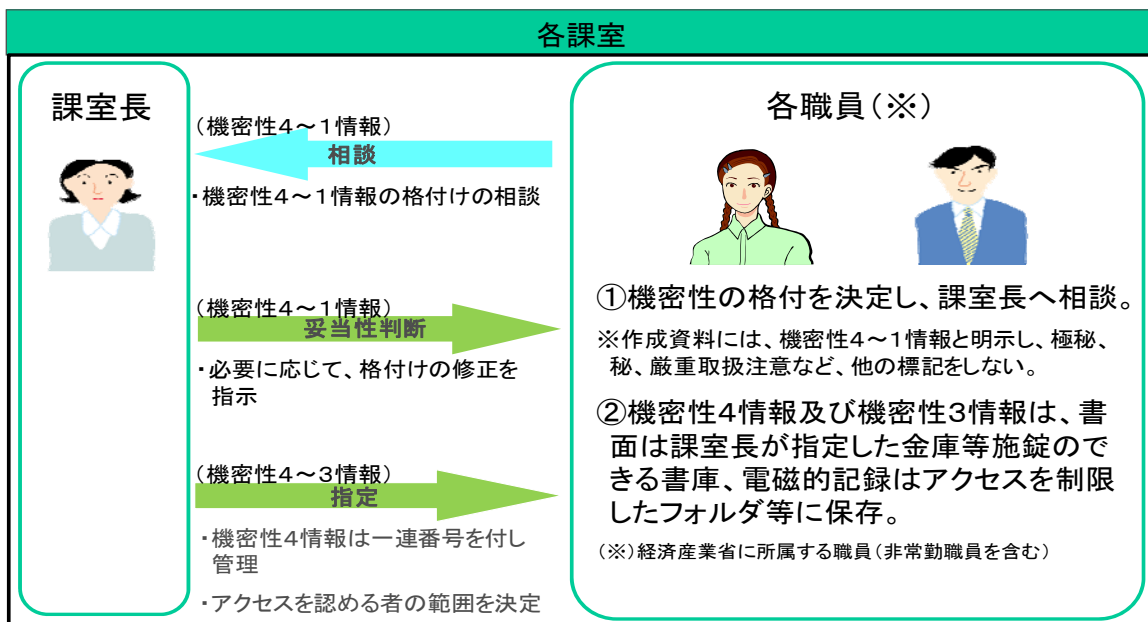 各課室
課室長
(機密性4～1情報)
相談
・機密性4～1情報の格付けの相談
(機密性4～1情報)
妥当性判断
・必要に応じて、格付けの修正を
指示
(機密性4～3情報)
指定
・機密性4情報は一連番号を付し
管理
・アクセスを認める者の範囲を決定
各職員(※)
①機密性の格付を決定し、課室長へ相談。
※作成資料には、機密性4～1情報と明示し、極秘、
秘、厳重取扱注意など、他の標記をしない。
②機密性4情報及び機密性3情報は、書
面は課室長が指定した金庫等施錠ので
きる書庫、電磁的記録はアクセスを制限
したフォルダ等に保存。
(※)経済産業省に所属する職員(非常勤職員を含む)